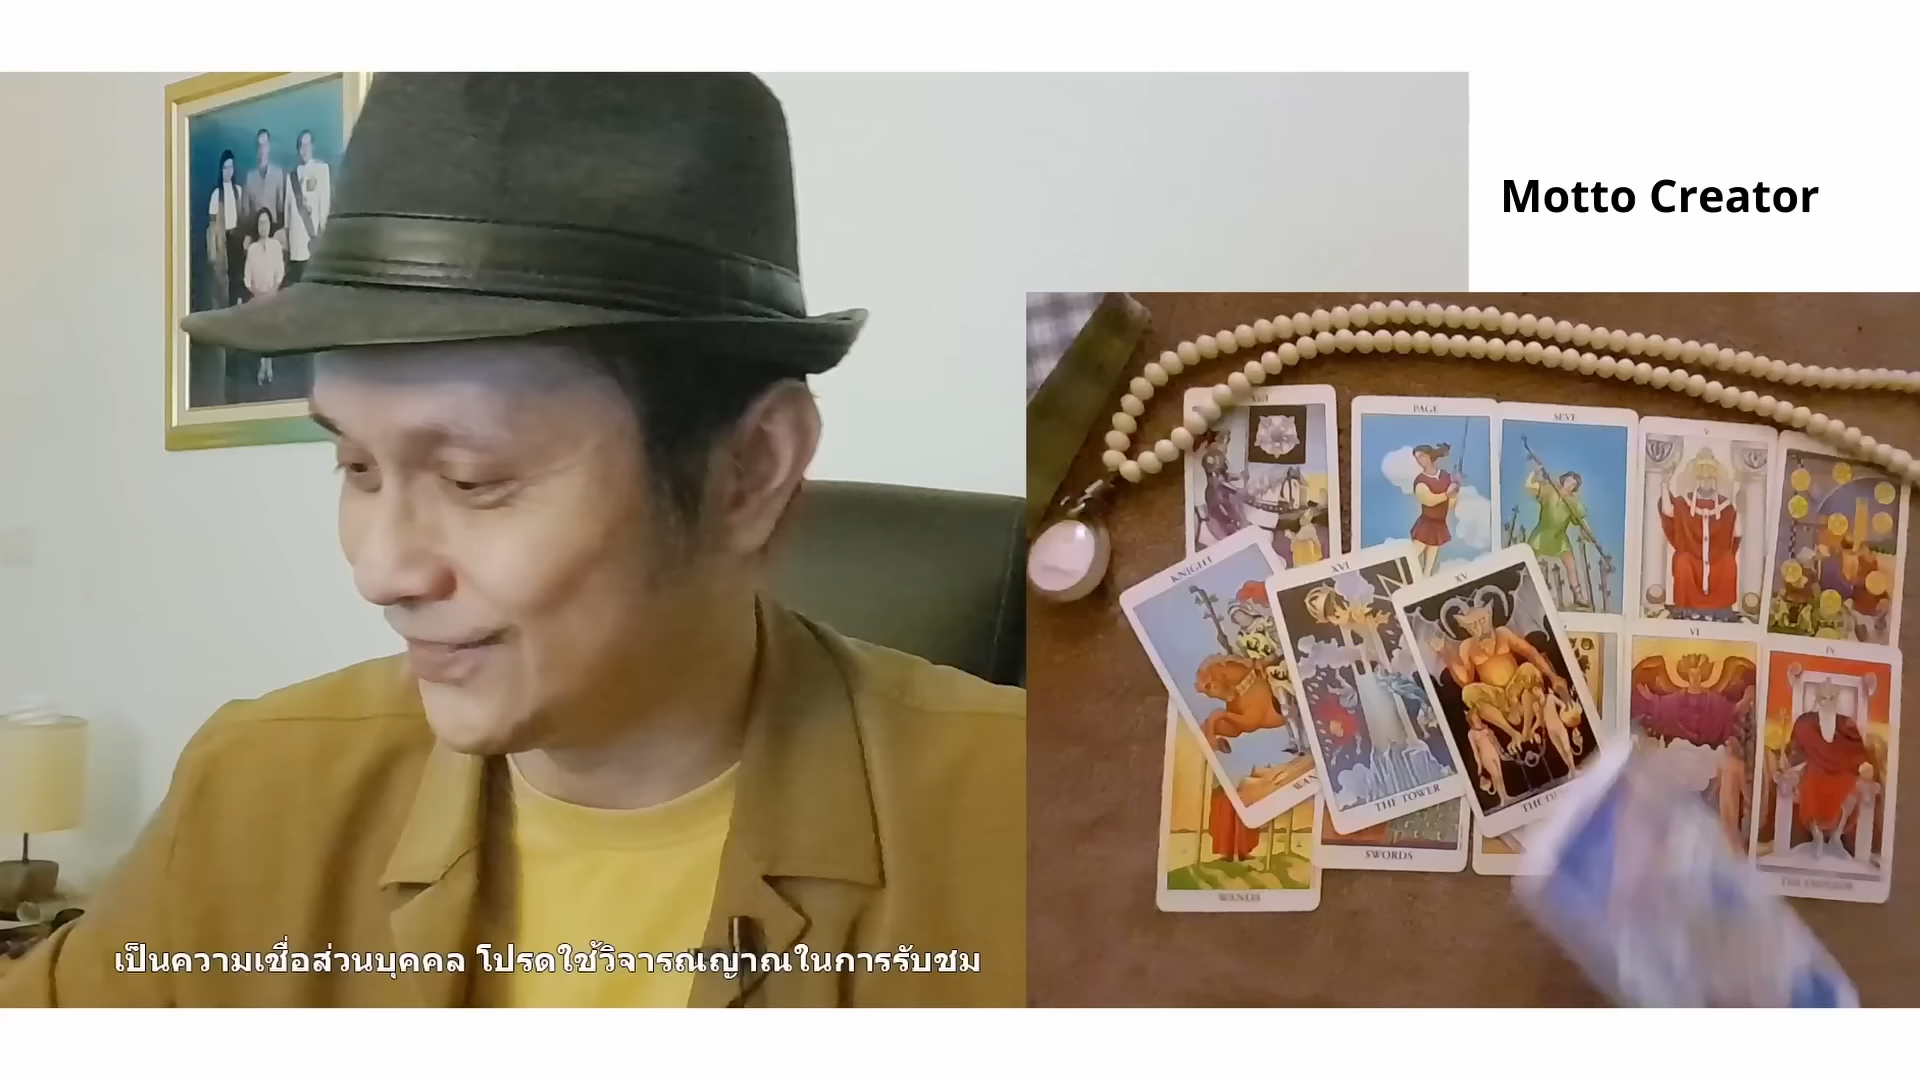 Motto Creator
PAGE
V
KNIGHT
XVI
XV
VI
IV
THE TOWER
SWORDS
WANDS
THE EMPEROR
เป็นความเชื่อส่วนบุคคล โปรดใช้วิจารณญาณในการรับชม